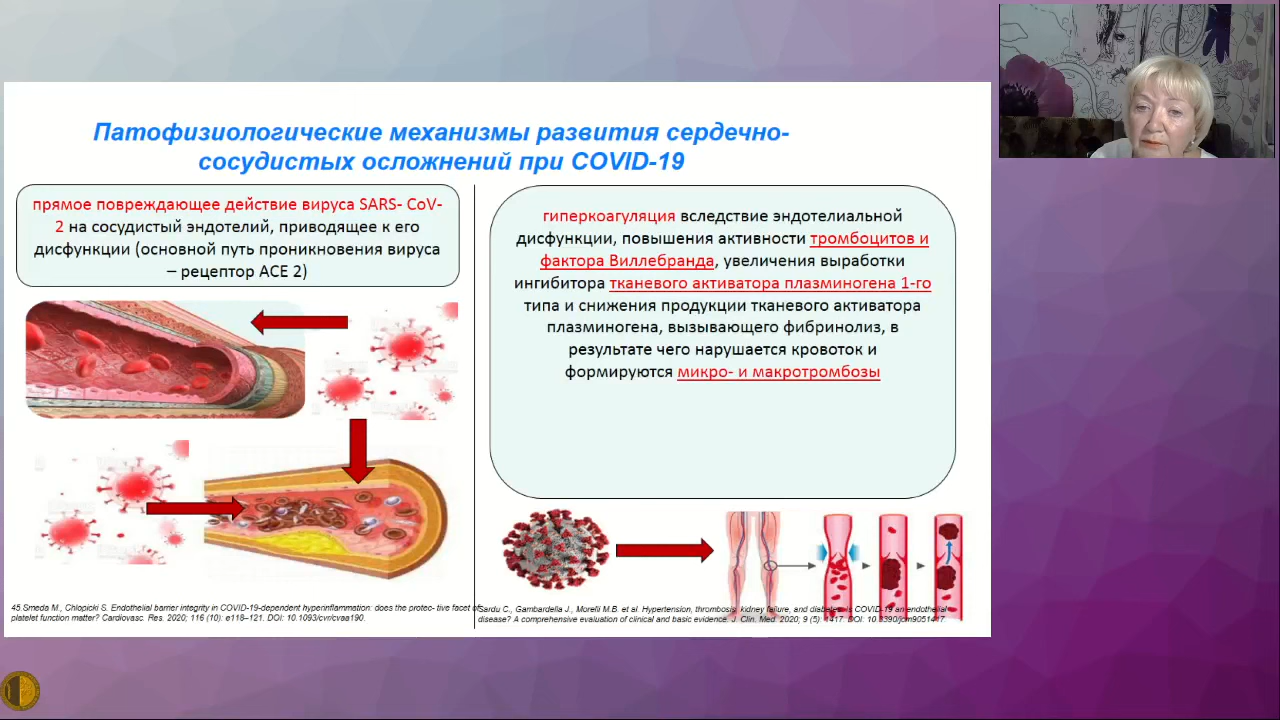 Патофизиологические механизмы развития сердечно-
сосудистых осложнений при COVID-19
прямое повреждающее действие вируса SARS- CoV-
2 на сосудистый эндотелий, приводящее к его
дисфункции (основной путь проникновения вируса
– рецептор АСЕ 2)
гиперкоагуляция вследствие эндотелиальной
дисфункции, повышения активности тромбоцитов и
фактора Виллебранда, увеличения выработки
ингибитора тканевого активатора плазминогена 1-го
типа и снижения продукции тканевого активатора
плазминогена, вызывающего фибринолиз, в
результате чего нарушается кровоток и
формируются микро- и макротромбозы
45.Smeda M., Chlopicki S. Endothelial barrier integrity in COVID-19-dependent hyperinflammation: does the protec- tive facet of
platelet function matter? Cardiovasc. Res. 2020; 116 (10): e118–121. DOI: 10.1093/cvr/cvaa190.
Sardu C., Gambardella J., Morelli M.B. et al. Hypertension, thrombosis, kidney failure, and diabetes: is COVID-19 an endothelial
disease? A comprehensive evaluation of clinical and basic evidence. J. Clin. Med. 2020; 9 (5): 1417. DOI: 10.3390/jcm9051417